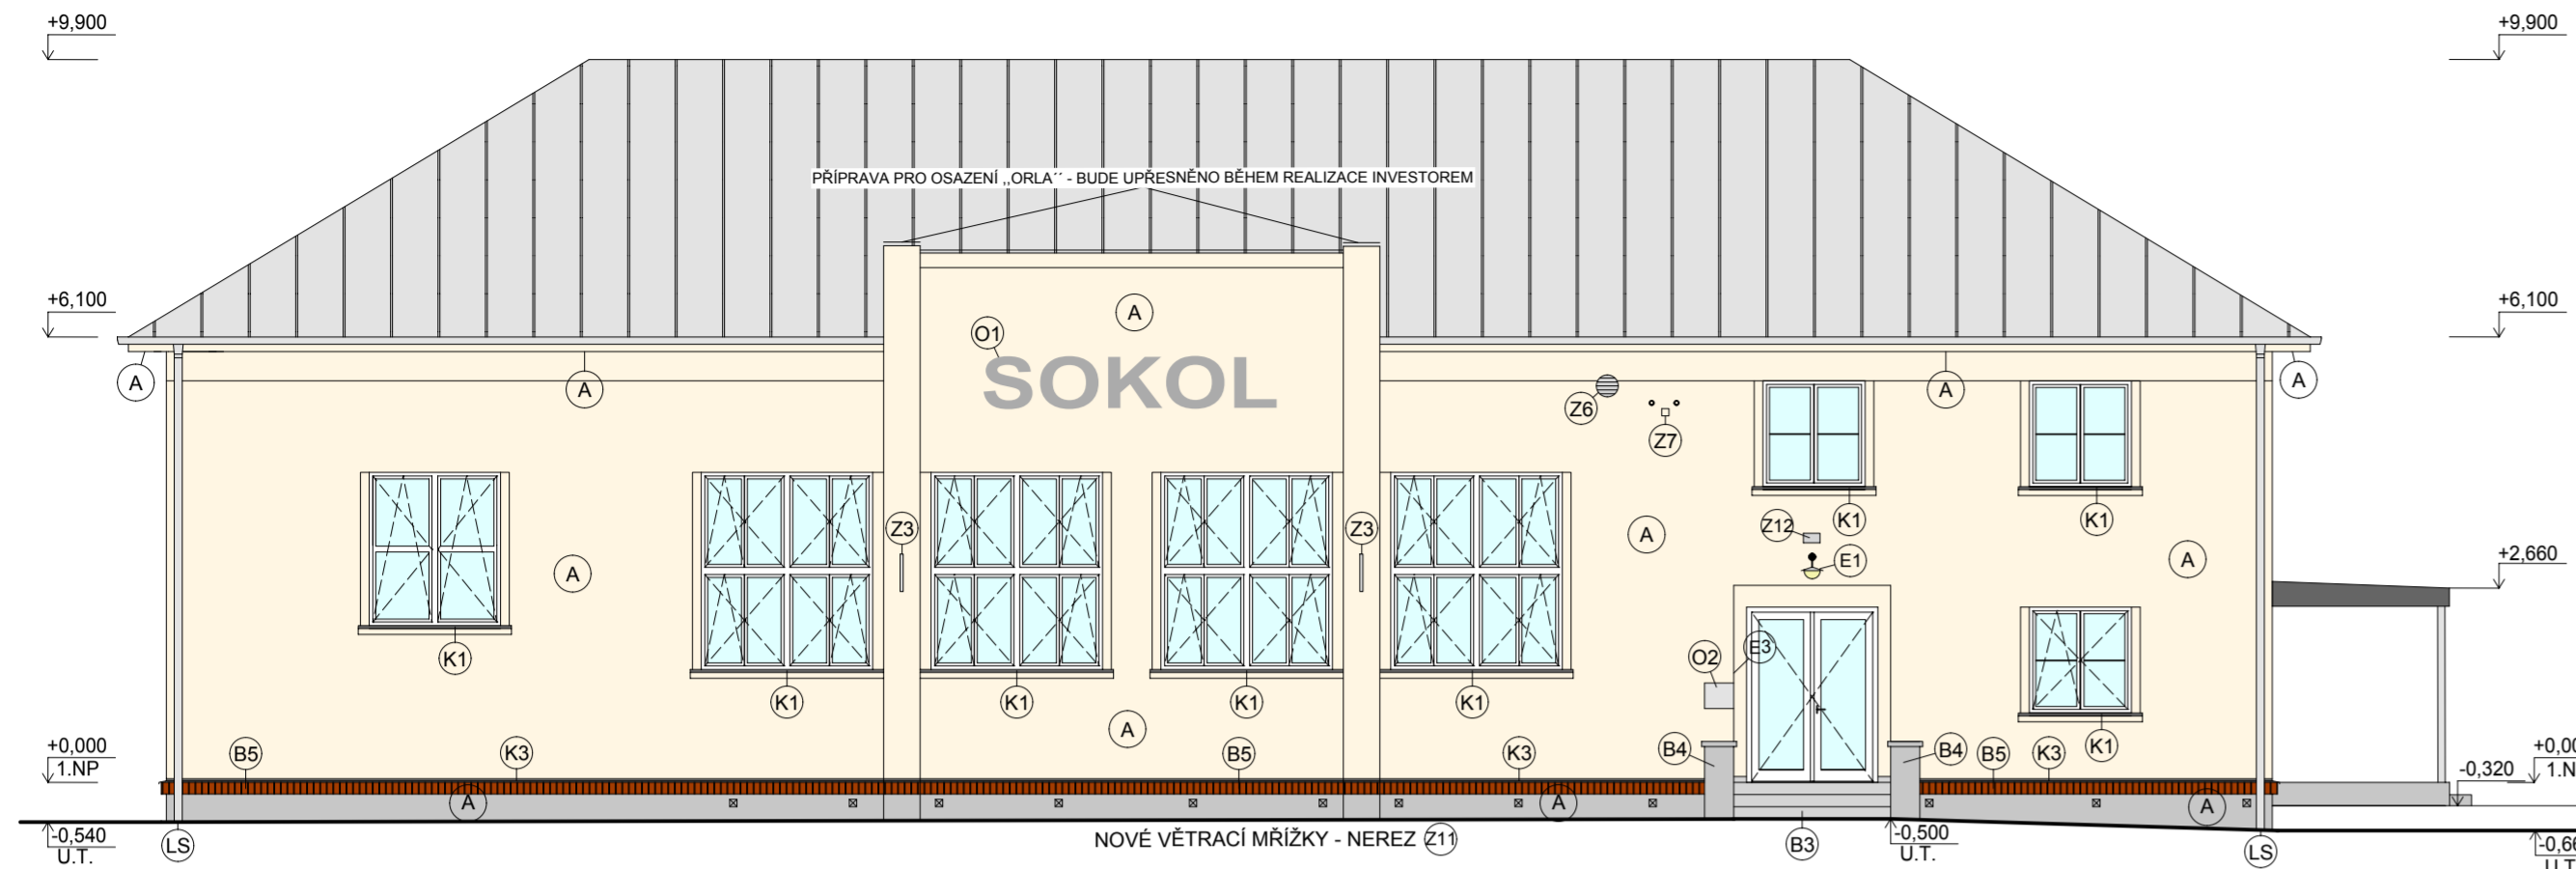 +9,900
+9,900
PŘÍPRAVA PRO OSAZENÍ ,,ORLA´´ - BUDE UPŘESNĚNO BĚHEM REALIZACE INVESTOREM
+6,100
+6,100
A
O1
SOKOL
A
A
A
A
Z6
Z7
K1
K1
Z3
Z3
Z12
E1
A
A
A
+2,660
K1
K1
K1
K1
K1
O2
E3
A
K1
+0,000
1.NP
B5
K3
B5
K3
B4
B4
B5
K3
-0,320
A
A
A
-0,540
U.T.
LS
NOVÉ VĚTRACÍ MŘÍŽKY - NEREZ Z11
B3
-0,500
U.T.
LS